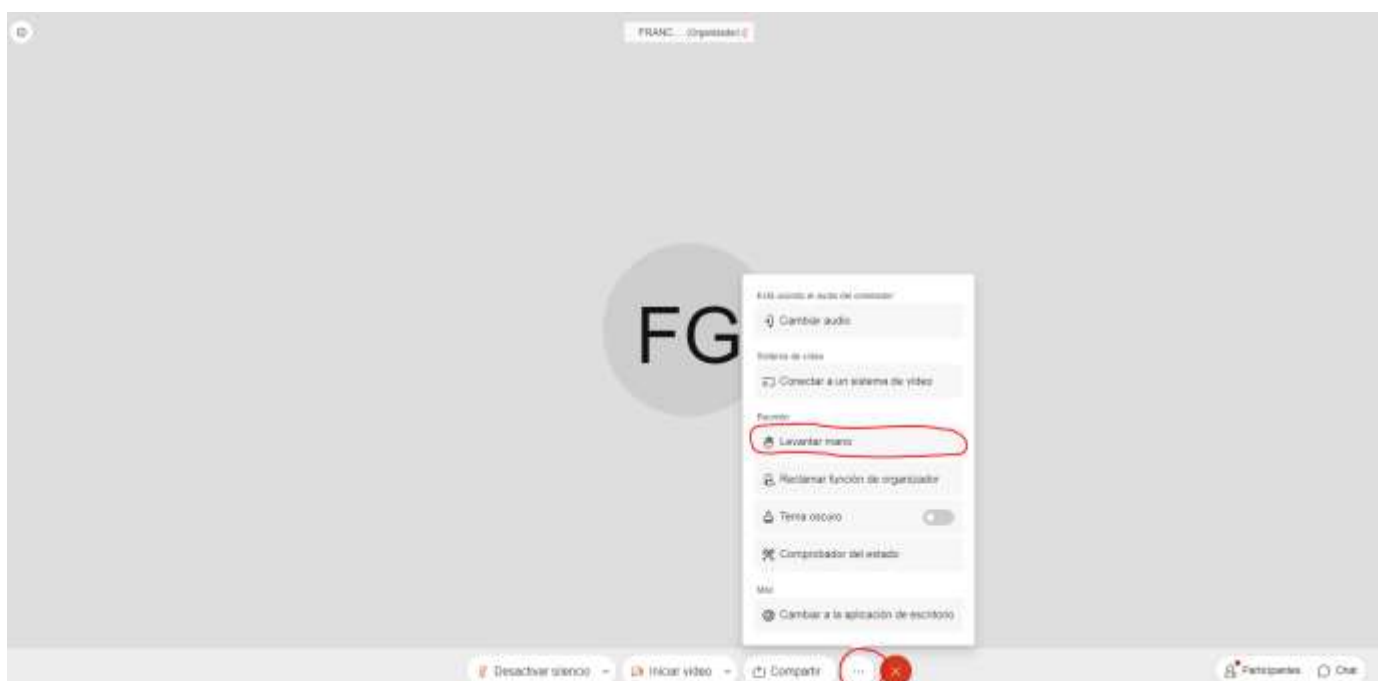 FRANC... (Organizador)
FG
Está usando el audio del ordenador
Cambiar audio
Sistema de vídeo
Conectar a un sistema de vídeo
Reunión
Levantar mano
Reclamar función de organizador
Tema oscuro
Comprobador del estado
Más
Cambiar a la aplicación de escritorio
Desactivar silencio
Iniciar vídeo
Compartir
Participantes
Chat